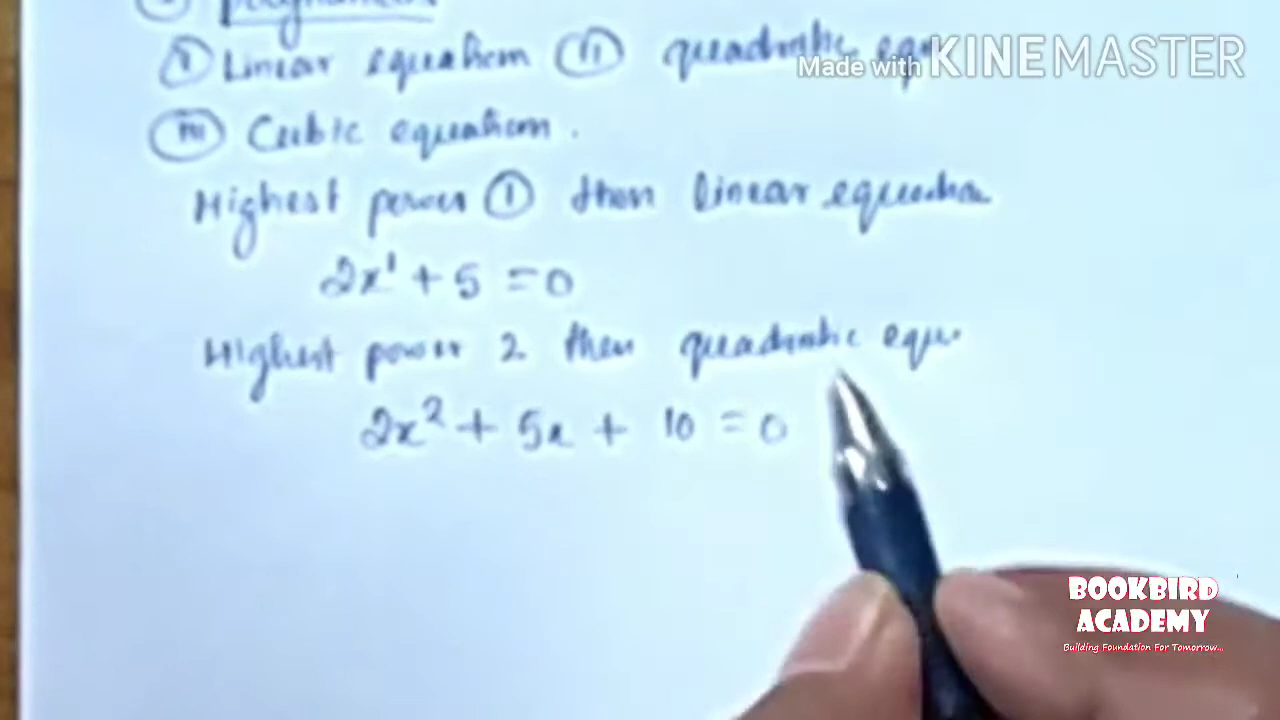 polynomial
(i) Linear equation (ii) quadratic equ
Made with KINEMASTER
(iii) Cubic equation.
Highest power (1) then linear equation
2x¹ + 5 = 0
Highest power 2 then quadratic equ.
2x² + 5x + 10 = 0
BOOKBIRD
ACADEMY
Building Foundation For Tomorrow...